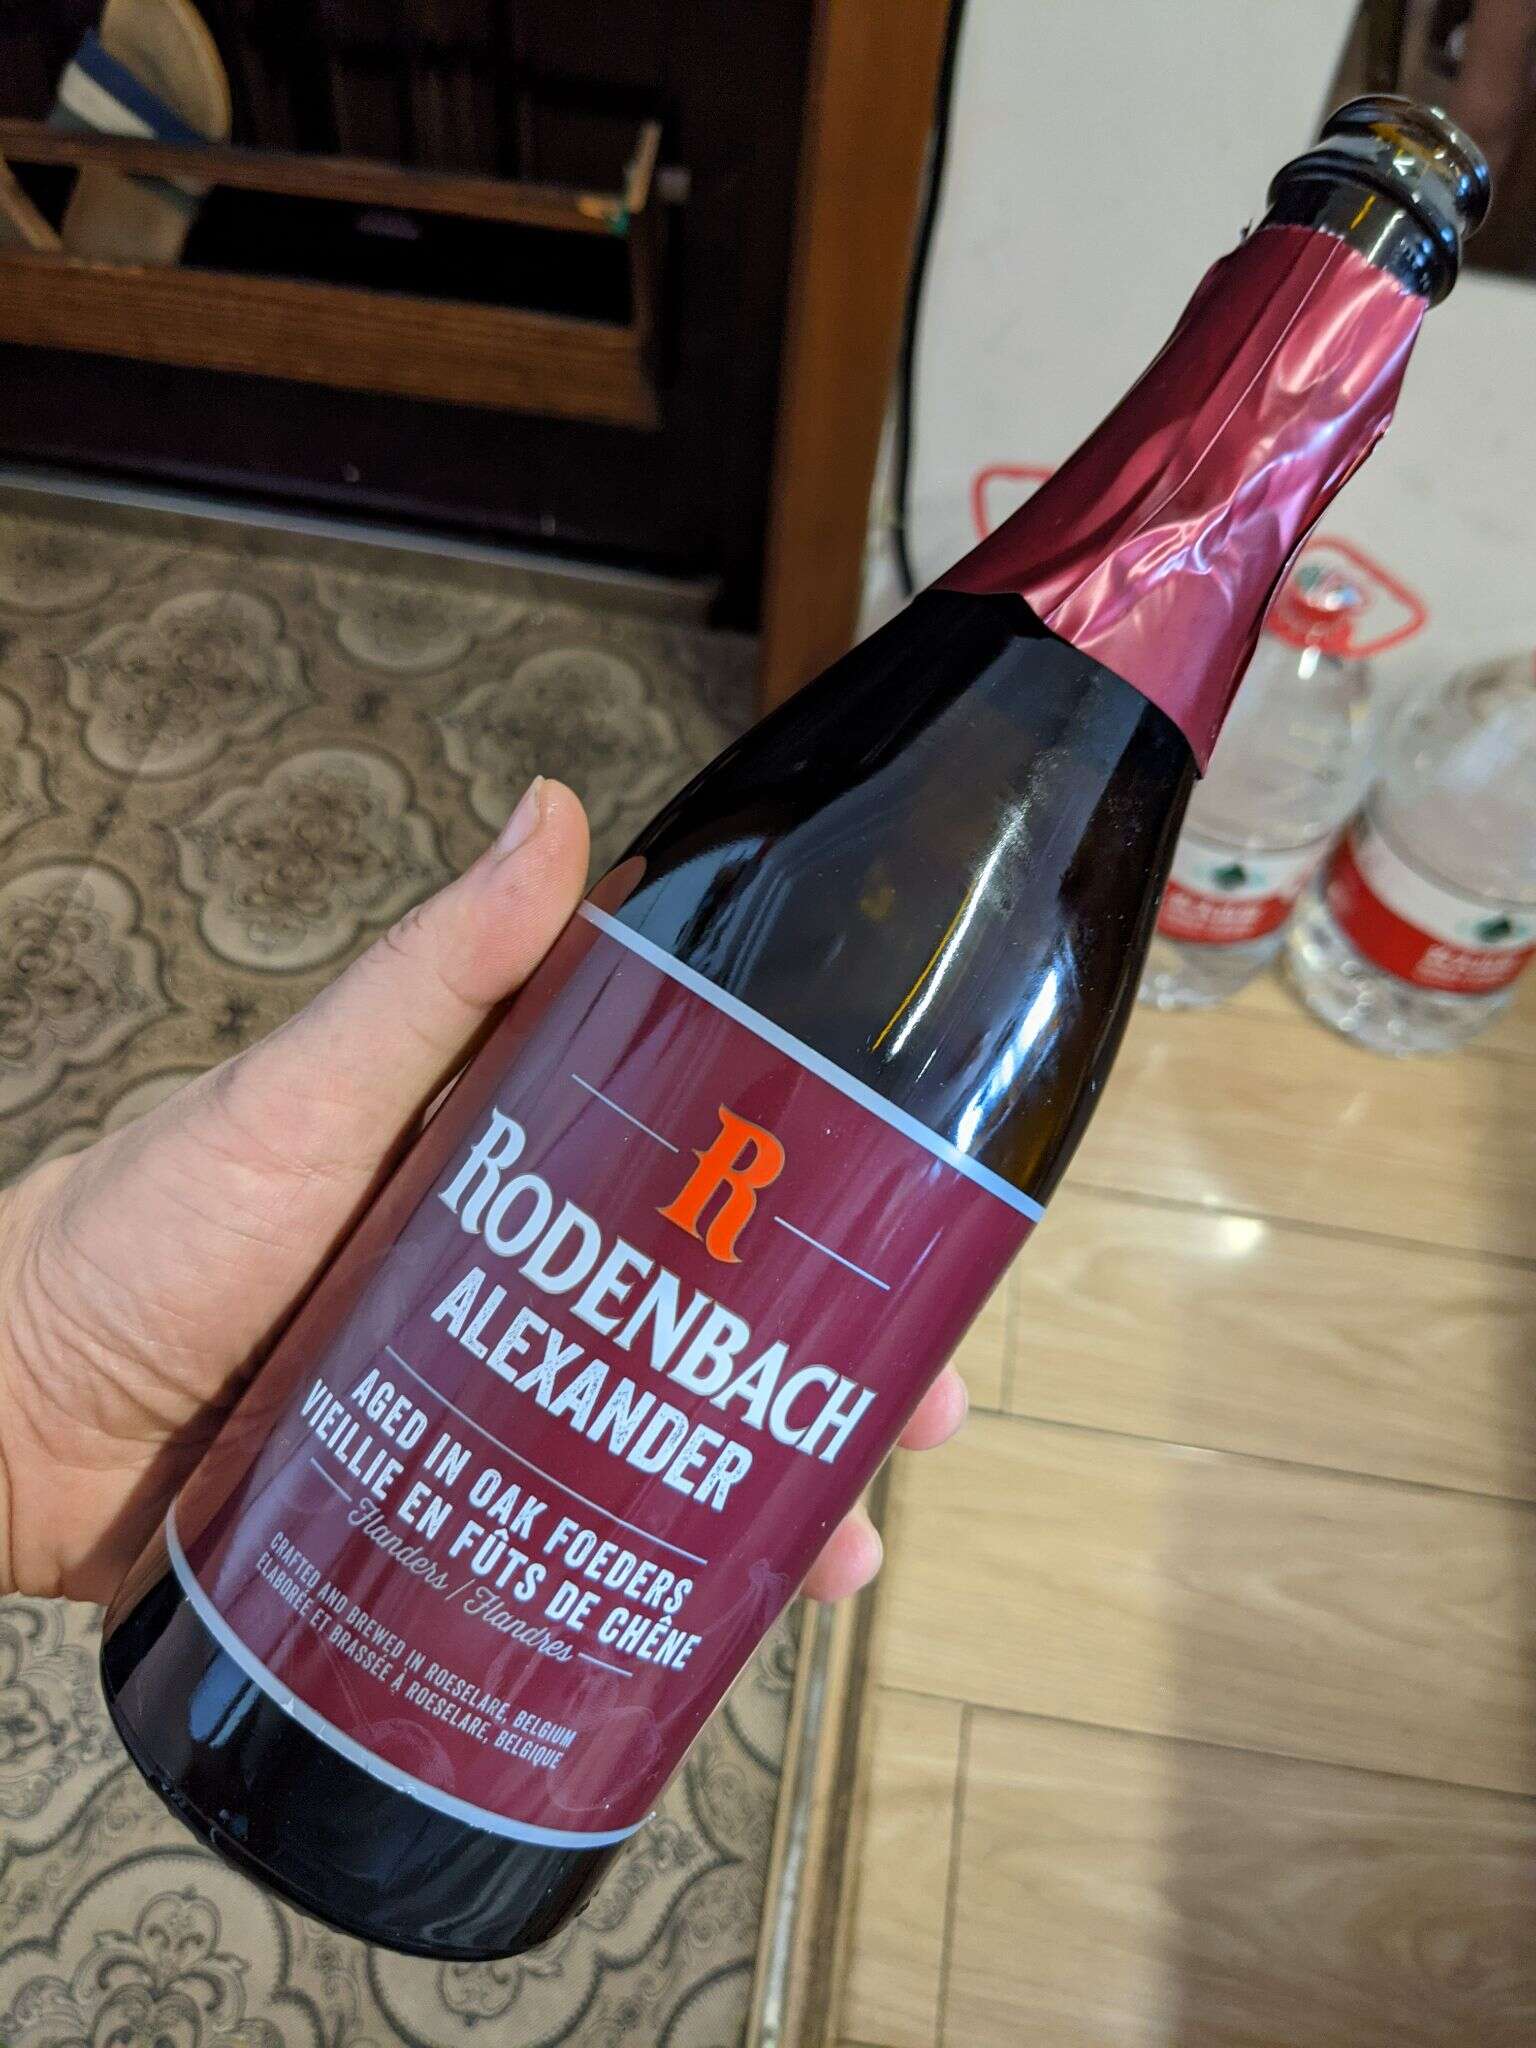 R
RODENBACH
ALEXANDER
AGED IN OAK FOEDERS
VIEILLIE EN FÛTS DE CHÊNE
Flanders / Flandres
CRAFTED AND BREWED IN ROESELARE, BELGIUM
ELABORÉE ET BRASSÉE À ROESELARE, BELGIQUE